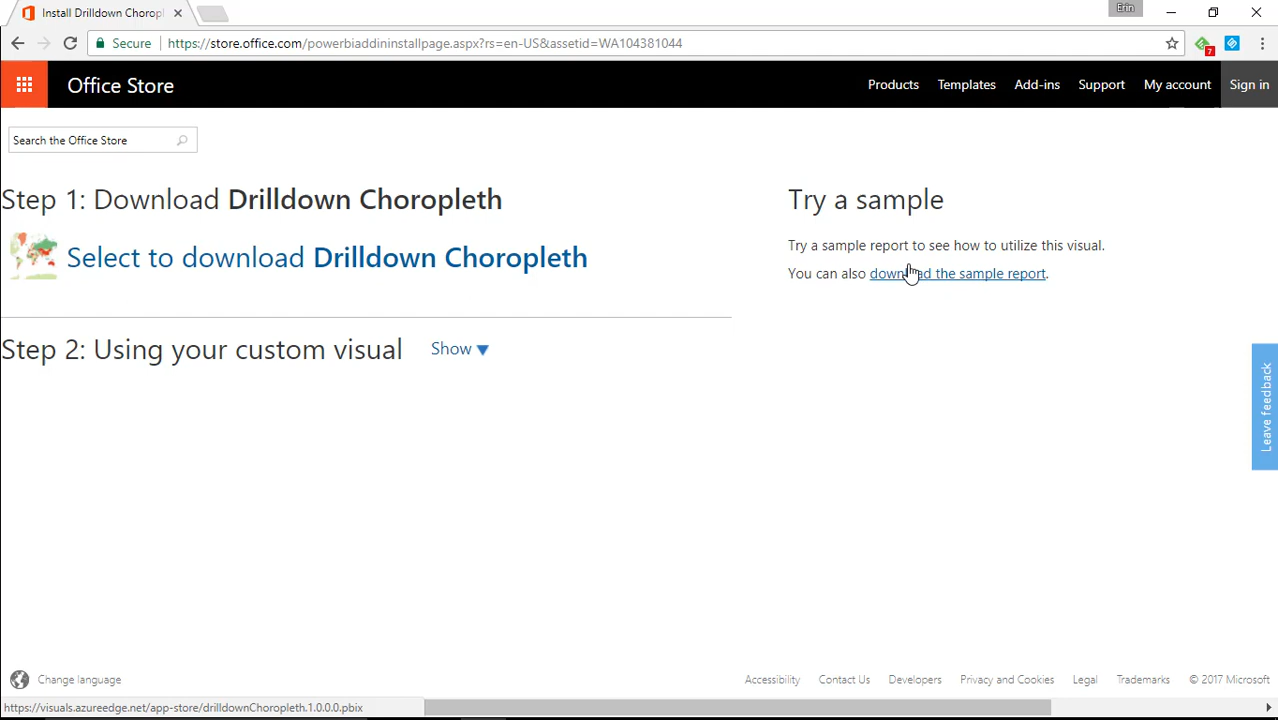 Install Drilldown Choropl
Erin
Secure
https://store.office.com/powerbiaddininstallpage.aspx?rs=en-US&assetid=WA104381044
7
Office Store
Products
Templates
Add-ins
Support
My account
Sign in
Search the Office Store
Step 1: Download Drilldown Choropleth
Select to download Drilldown Choropleth
Step 2: Using your custom visual
Show
Try a sample
Try a sample report to see how to utilize this visual.
You can also download the sample report.
Leave feedback
Change language
Accessibility
Contact Us
Developers
Privacy and Cookies
Legal
Trademarks
© 2017 Microsoft
https://visuals.azureedge.net/app-store/drilldownChoropleth.1.0.0.0.pbix